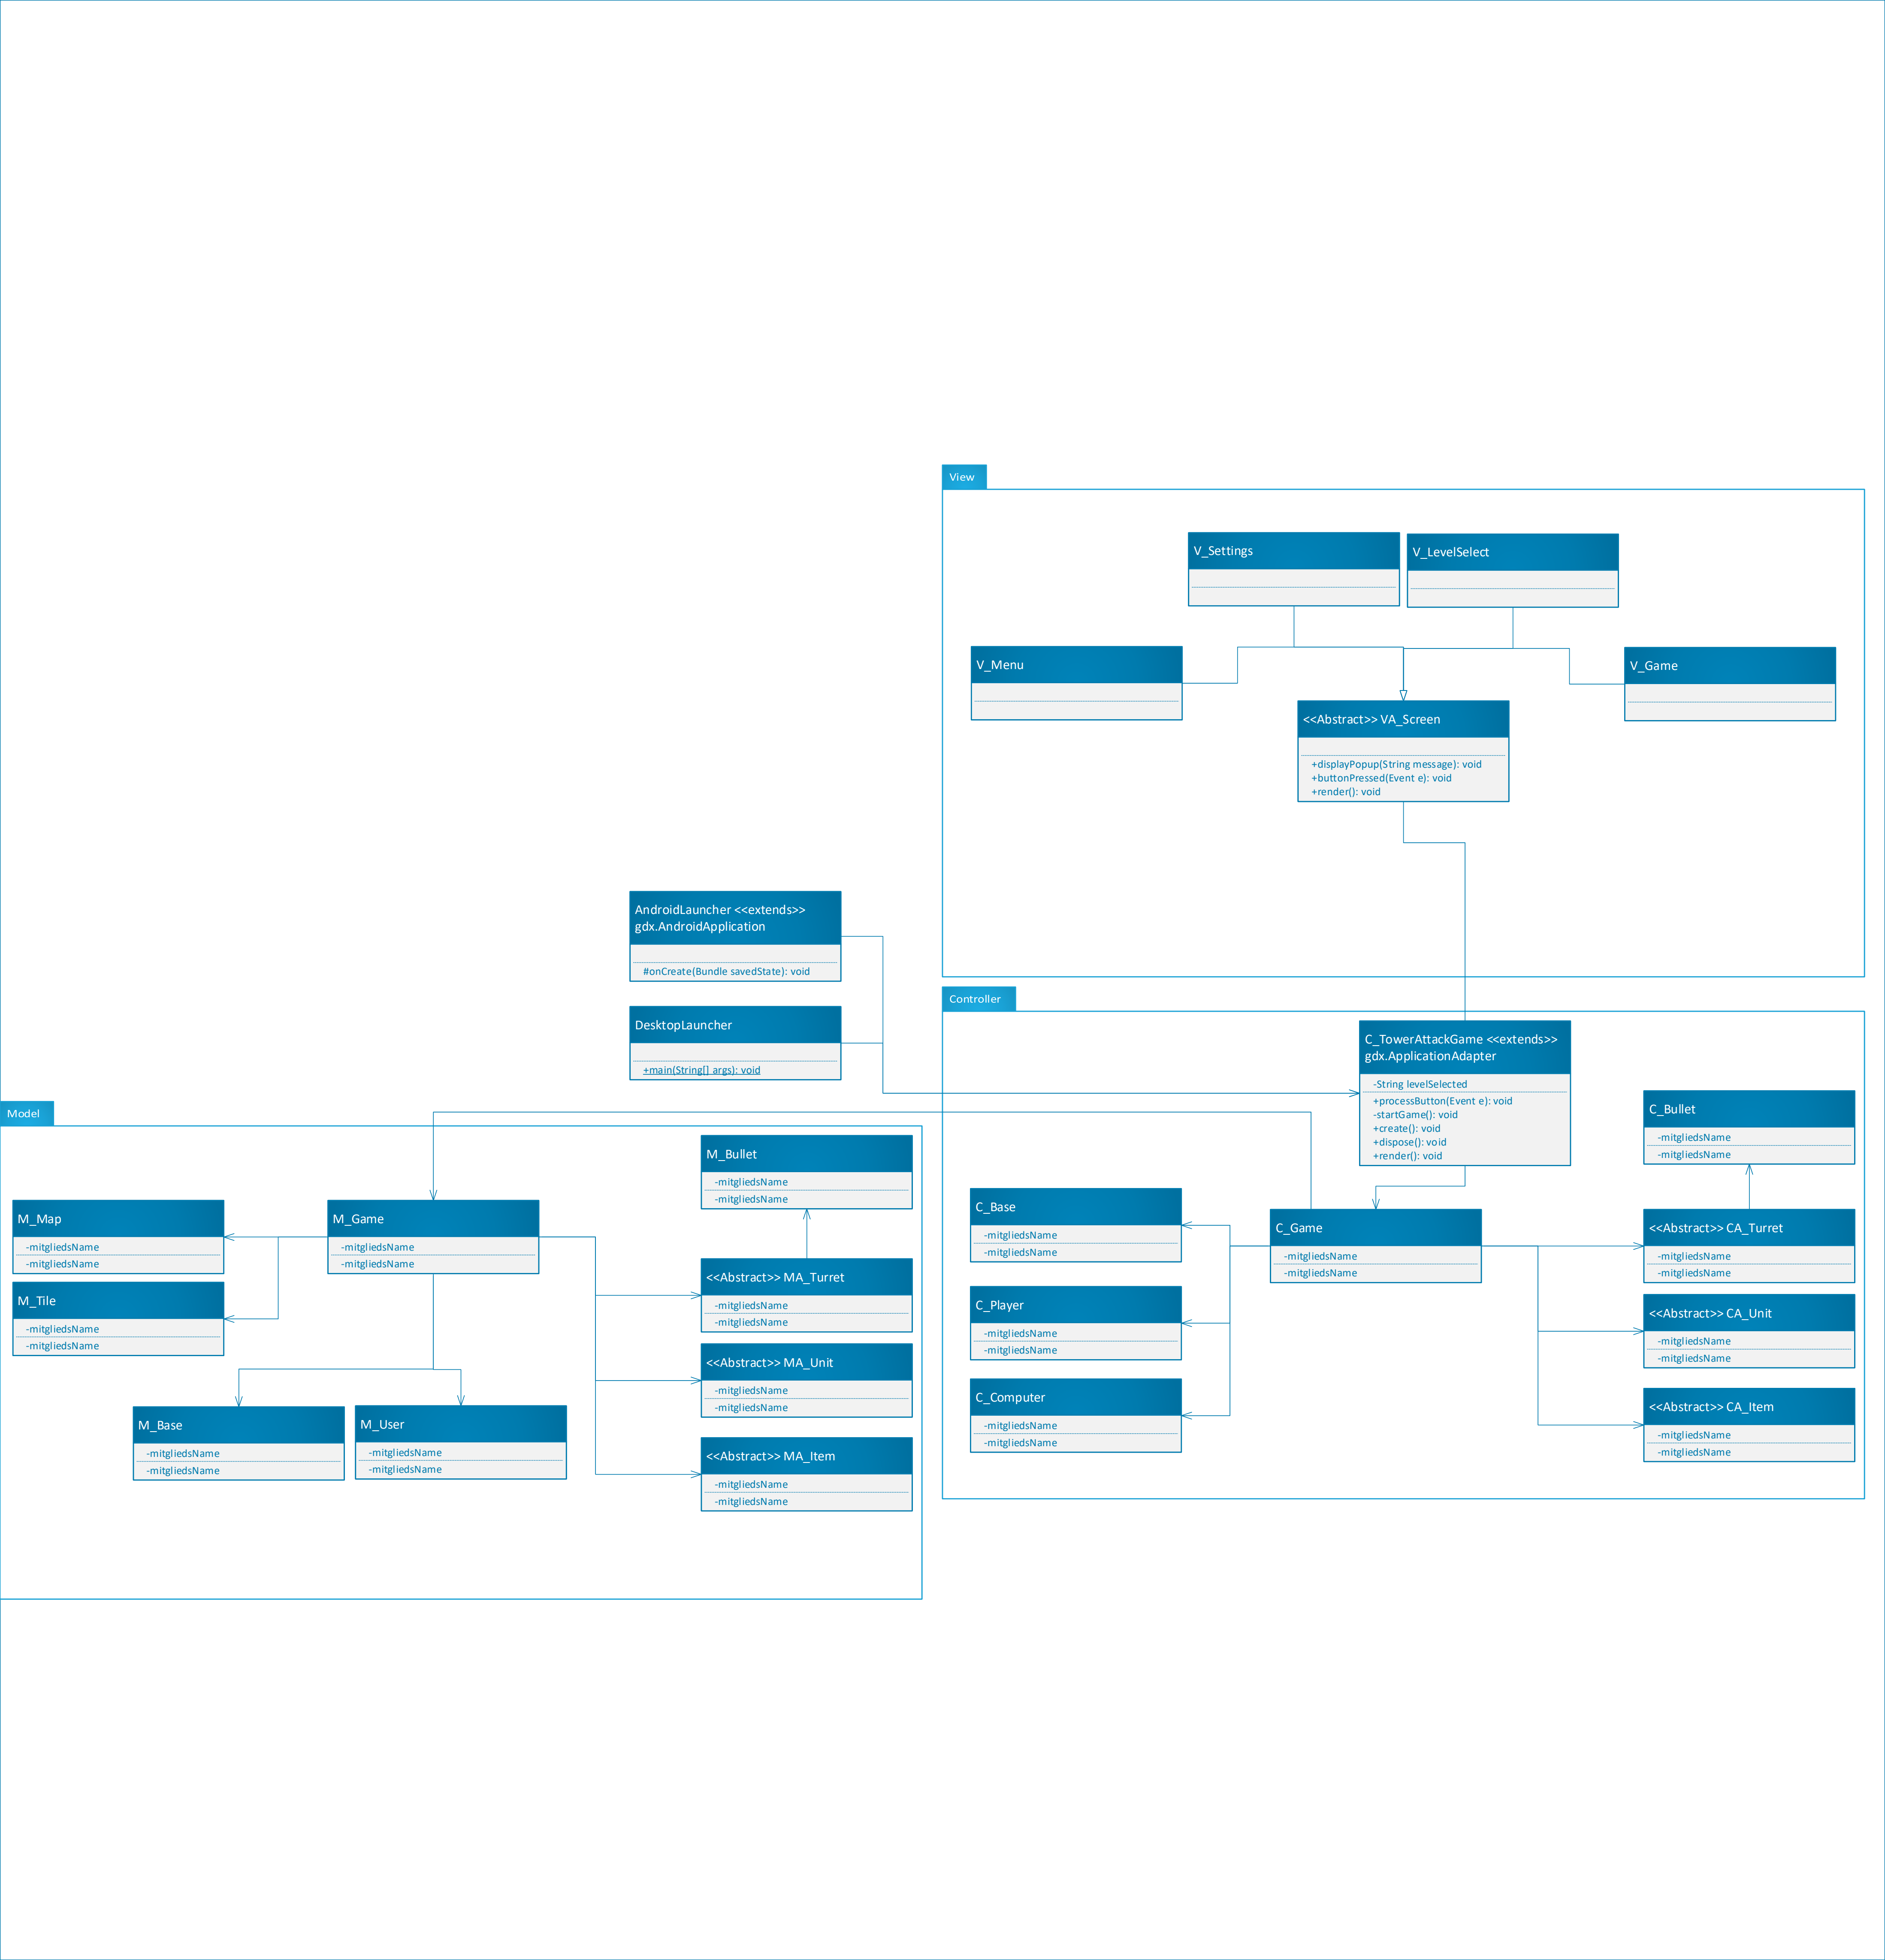 View
V_Settings
V_LevelSelect
V_Menu
V_Game
<<Abstract>> VA_Screen
+displayPopup(String message): void
+buttonPressed(Event e): void
+render(): void
AndroidLauncher <<extends>>
gdx.AndroidApplication
#onCreate(Bundle savedState): void
DesktopLauncher
+main(String[] args): void
Controller
C_TowerAttackGame <<extends>>
gdx.ApplicationAdapter
-String levelSelected
+processButton(Event e): void
-startGame(): void
+create(): void
+dispose(): void
+render(): void
C_Bullet
-mitgliedsName
-mitgliedsName
C_Base
-mitgliedsName
-mitgliedsName
C_Game
-mitgliedsName
-mitgliedsName
<<Abstract>> CA_Turret
-mitgliedsName
-mitgliedsName
C_Player
-mitgliedsName
-mitgliedsName
<<Abstract>> CA_Unit
-mitgliedsName
-mitgliedsName
C_Computer
-mitgliedsName
-mitgliedsName
<<Abstract>> CA_Item
-mitgliedsName
-mitgliedsName
Model
M_Bullet
-mitgliedsName
-mitgliedsName
M_Map
-mitgliedsName
-mitgliedsName
M_Game
-mitgliedsName
-mitgliedsName
<<Abstract>> MA_Turret
-mitgliedsName
-mitgliedsName
M_Tile
-mitgliedsName
-mitgliedsName
<<Abstract>> MA_Unit
-mitgliedsName
-mitgliedsName
M_Base
-mitgliedsName
-mitgliedsName
M_User
-mitgliedsName
-mitgliedsName
<<Abstract>> MA_Item
-mitgliedsName
-mitgliedsName